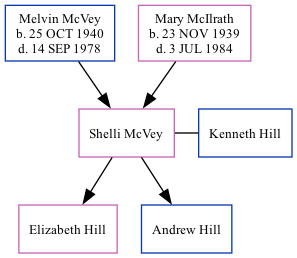 Melvin McVey
b. 25 OCT 1940
d. 14 SEP 1978
Mary McIlrath
b. 23 NOV 1939
d. 3 JUL 1984
Shelli McVey
Kenneth Hill
Elizabeth Hill
Andrew Hill